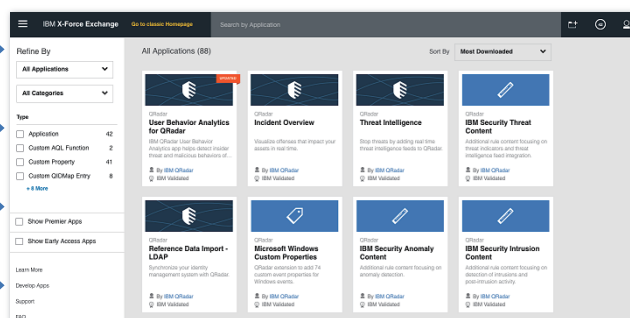 IBM X-Force Exchange
Go to classic Homepage
Search by Application
Refine By
All Applications
All Categories
Type
Application 42
Custom AQL Function 2
Custom Property 41
Custom QIDMap Entry 8
+ 6 More
Show Premier Apps
Show Early Access Apps
Learn More
Develop Apps
Support
FAQ
All Applications (88)
Sort By Most Downloaded
QRadar
User Behavior Analytics
for QRadar
IBM QRadar User Behavior
Analytics app helps detect insider
threat and malicious behaviors of...
By IBM QRadar
IBM Validated
QRadar
Incident Overview
Visualize offenses that impact your
assets in real time.
By IBM QRadar
IBM Validated
QRadar
Threat Intelligence
Stop threats by adding real time
threat intelligence feeds to QRadar.
By IBM QRadar
IBM Validated
QRadar
IBM Security Threat
Content
Additional rule content focusing on
threat indicators and threat
intelligence feed integration.
By IBM QRadar
IBM Validated
QRadar
Reference Data Import -
LDAP
Synchronize your identity
management system with QRadar
By IBM QRadar
IBM Validated
QRadar
Microsoft Windows
Custom Properties
QRadar extension to add 74
custom event properties for
Windows events.
By IBM QRadar
IBM Validated
QRadar
IBM Security Anomaly
Content
Additional rule content focusing on
anomaly detection.
By IBM QRadar
IBM Validated
QRadar
IBM Security Intrusion
Content
Additional rule content focusing on
detection of intrusions and
post-intrusion activity.
By IBM QRadar
IBM Validated